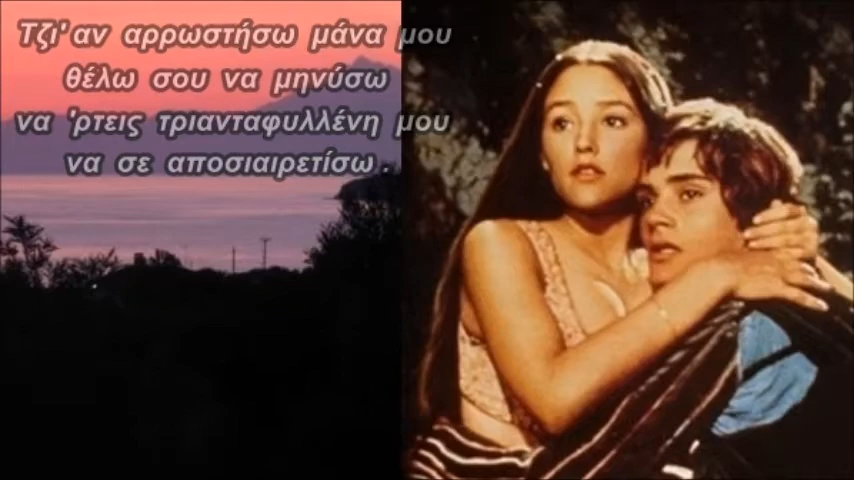 Τζι' αν αρρωστήσω μάνα μου
θέλω σου να μηνύσω
να 'ρτεις τριανταφυλλένη μου
να σε αποσιαιρετίσω .